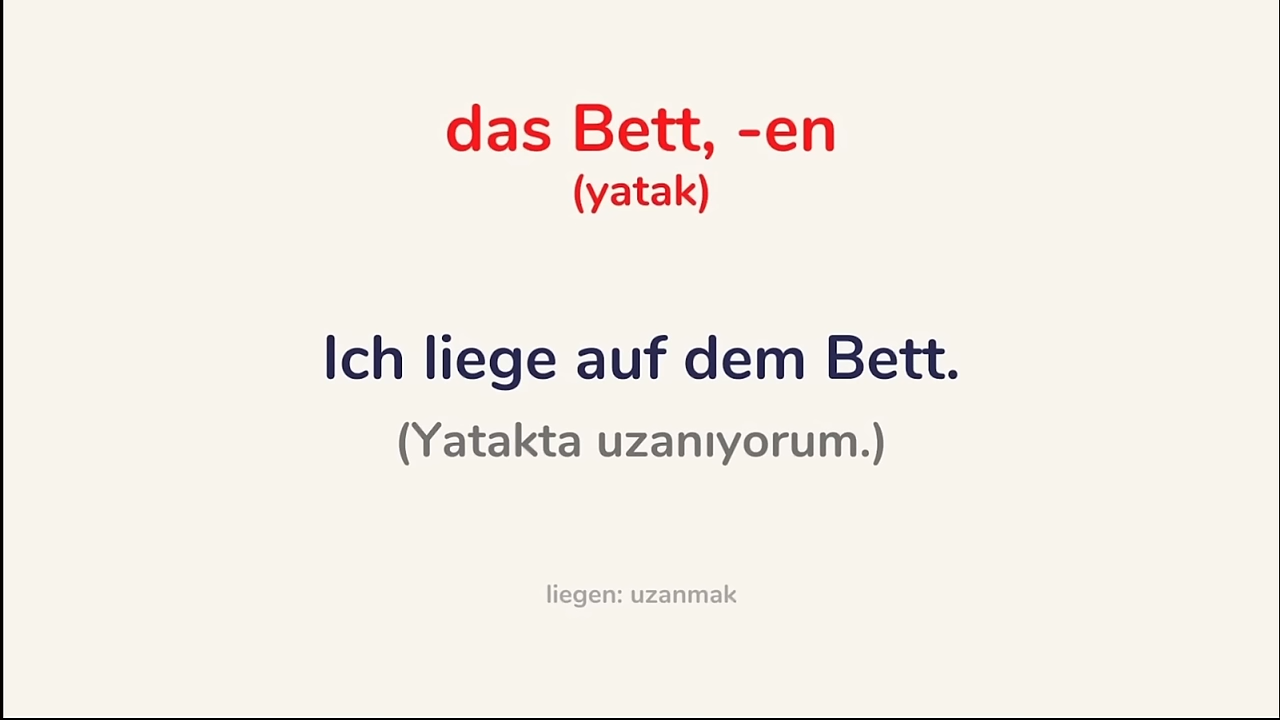 das Bett, -en
(yatak)
Ich liege auf dem Bett.
(Yatakta uzanıyorum.)
liegen: uzanmak